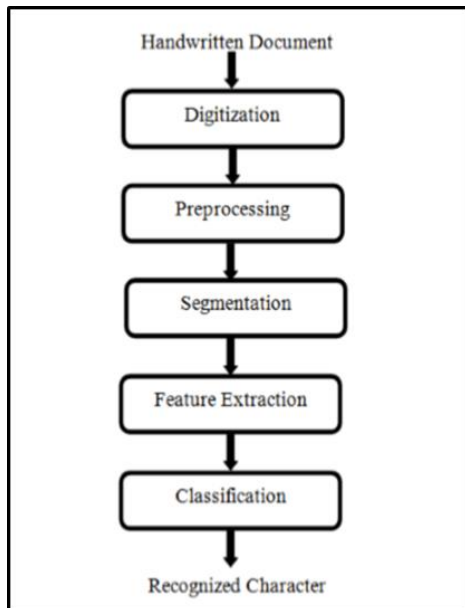 Handwritten Document
Digitization
Preprocessing
Segmentation
Feature Extraction
Classification
Recognized Character